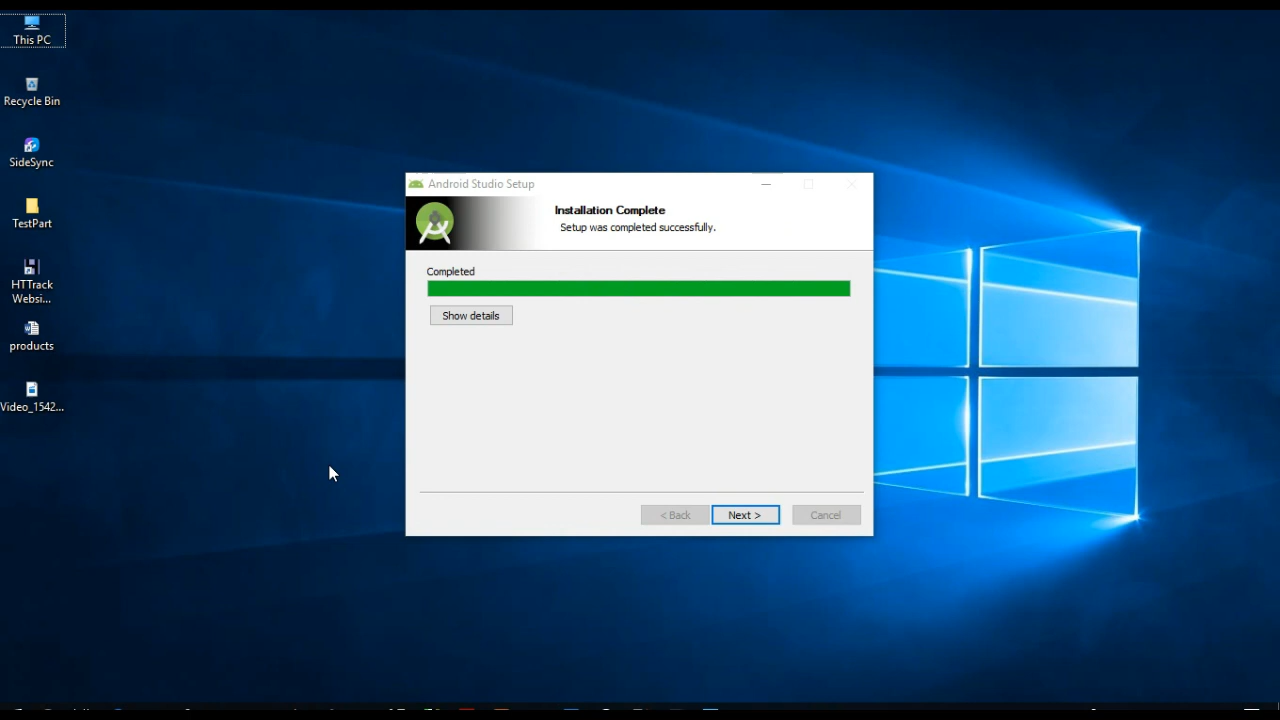 This PC
Recycle Bin
SideSync
TestPart
HTTrack
Websi...
products
Video_1542...
Android Studio Setup
Installation Complete
Setup was completed successfully.
Completed
Show details
< Back
Next >
Cancel